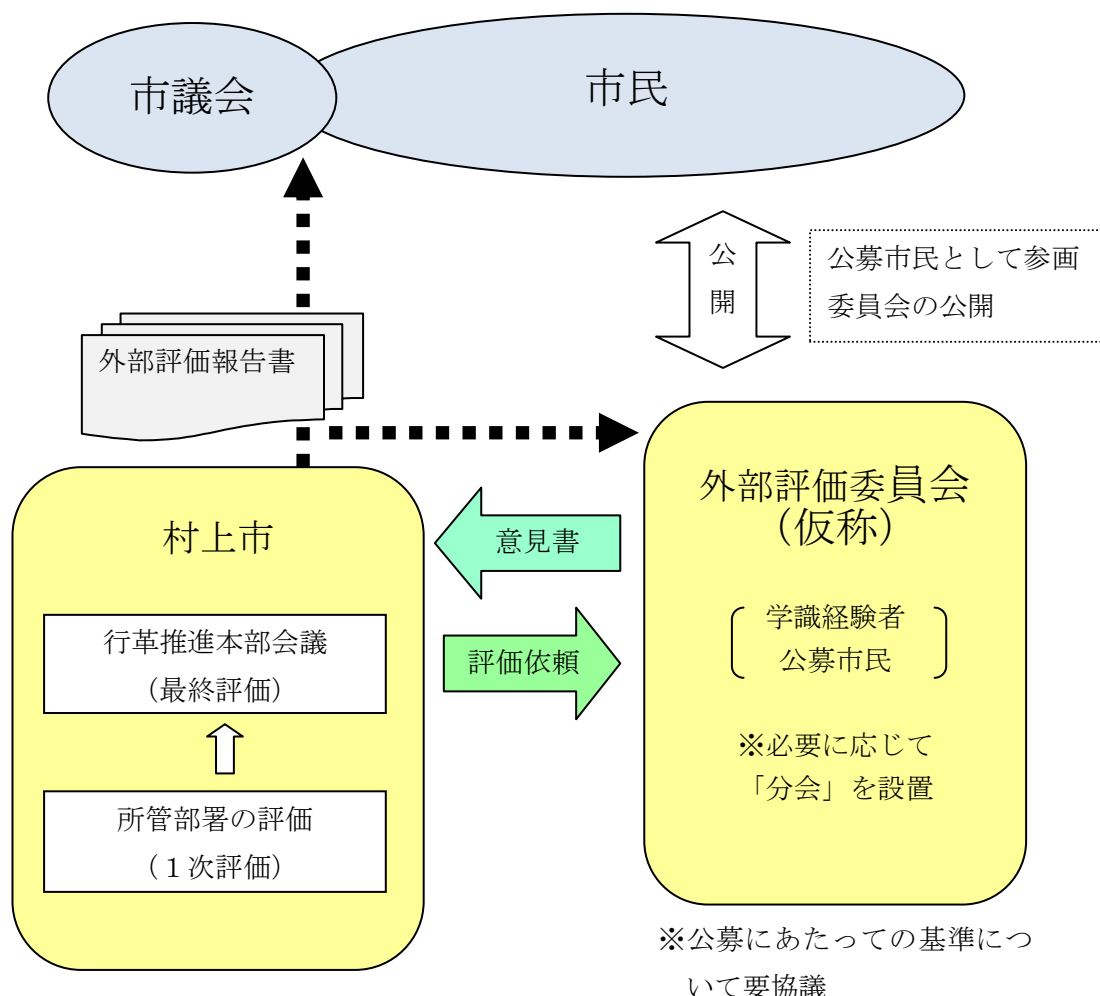 市議会
市民
公
開
公募市民として参画
委員会の公開
外部評価報告書
村上市
行革推進本部会議
(最終評価)
所管部署の評価
(１次評価)
意見書
評価依頼
外部評価委員会
(仮称)
学識経験者
公募市民
※必要に応じて
「分会」を設置
※公募にあたっての基準につ
いて要協議